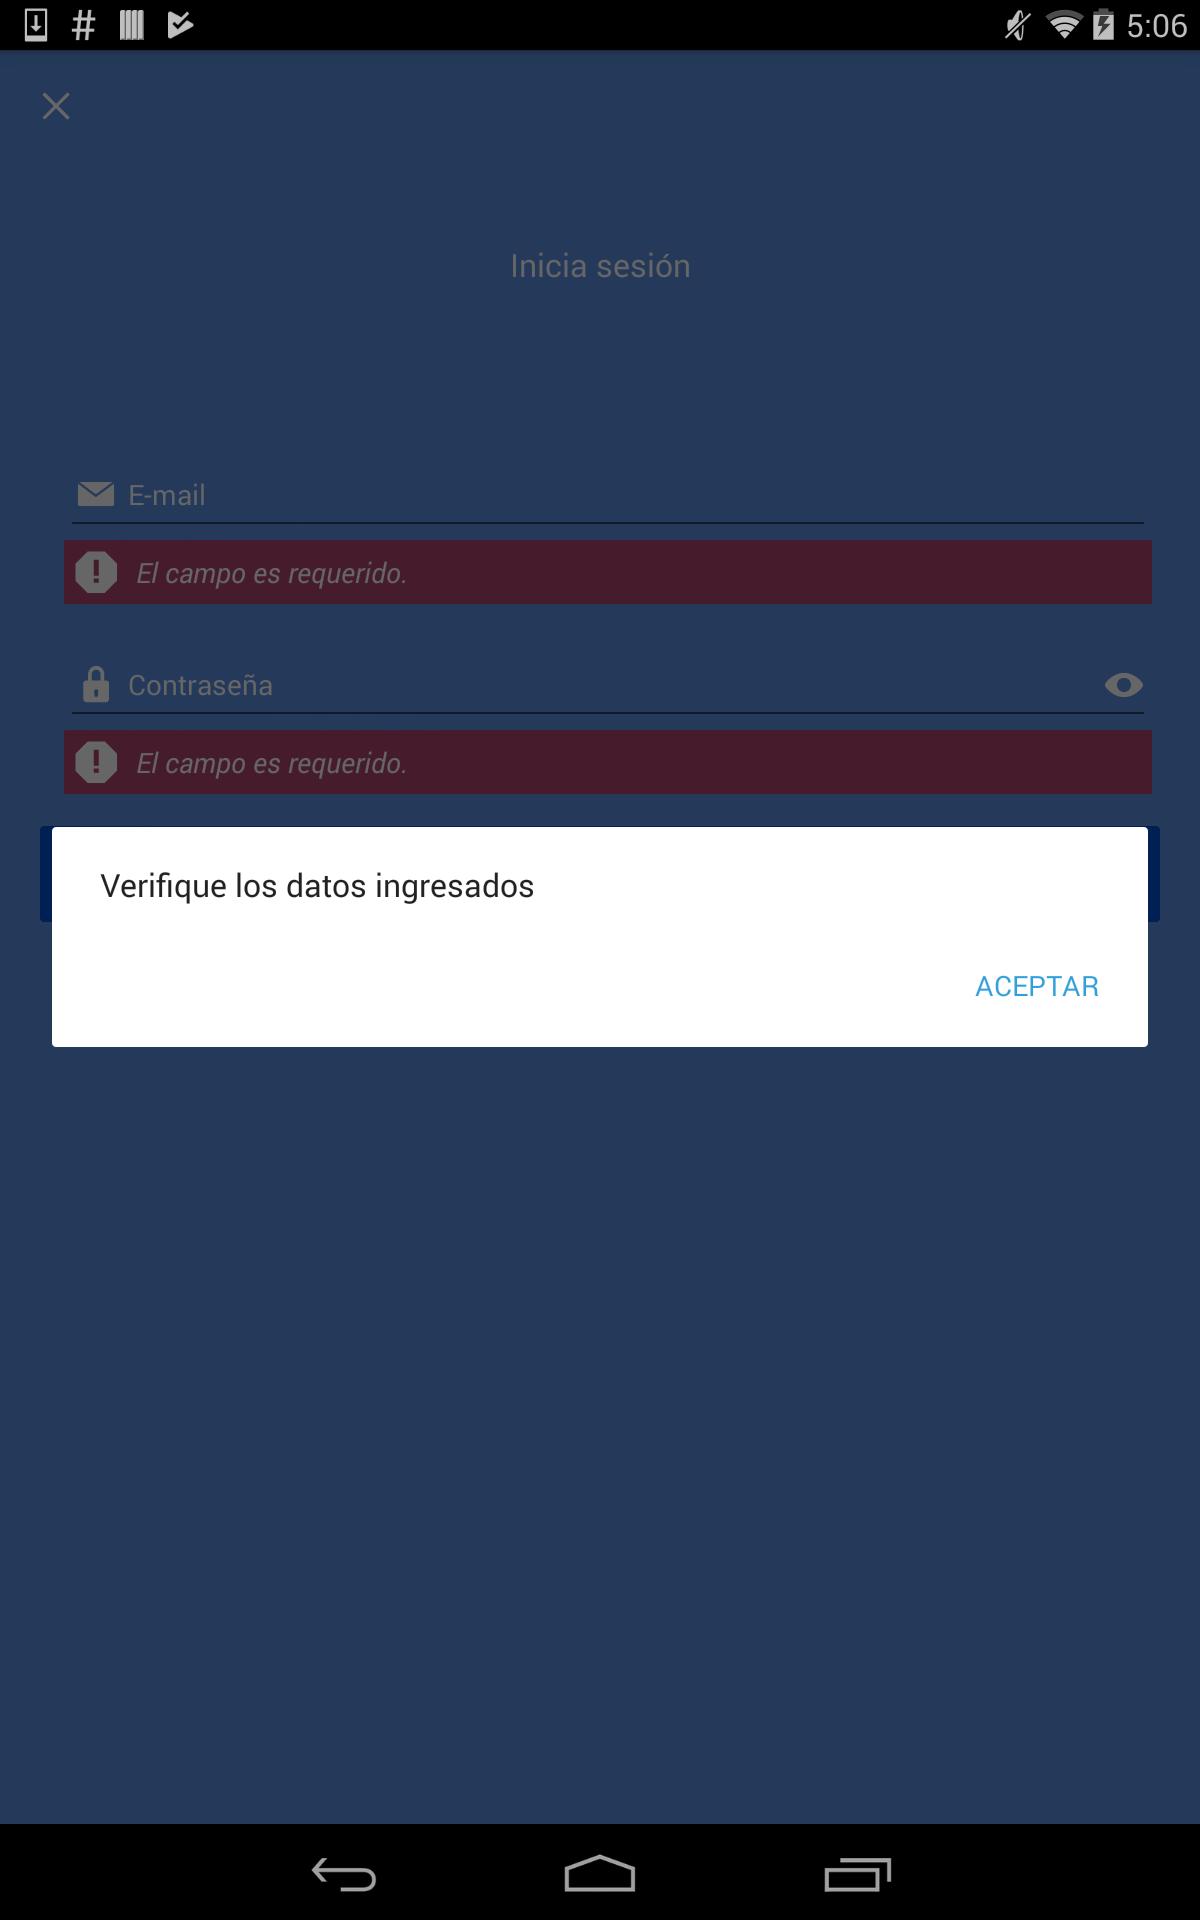 5:06
Inicia sesión
E-mail
El campo es requerido.
Contraseña
El campo es requerido.
Verifique los datos ingresados
ACEPTAR